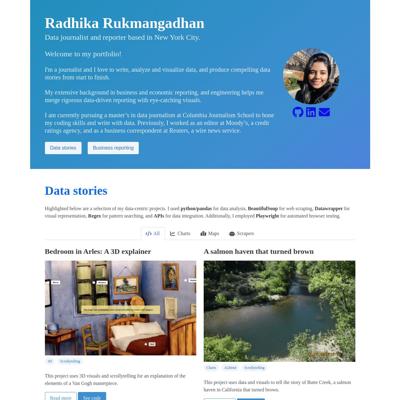 Radhika Rukmangadhan
Data journalist and reporter based in New York City.
Welcome to my portfolio!
I'm a journalist and I love to write, analyze and visualize data, and produce compelling data
stories from start to finish.
My extensive background in business and economic reporting, and engineering helps me
merge rigorous data-driven reporting with eye-catching visuals.
I am currently pursuing a master's in data journalism at Columbia Journalism School to hone
my coding skills and write with data. Previously, I worked as an editor at Moody's, a credit
ratings agency, and as a business correspondent at Reuters, a wire news service.
Data stories
Business reporting
Data stories
Highlighted below are a selection of my data-centric projects. I used python/pandas for data analysis, BeautifulSoup for web scraping, Datawrapper for
visual representation, Regex for pattern searching, and APIs for data integration. Additionally, I employed Playwright for automated browser testing.
All
Charts
Maps
Scrapers
Bedroom in Arles: A 3D explainer
A salmon haven that turned brown
3D
Scrollytelling
Charts
Scrollytelling
This project uses 3D visuals and scrollytelling for an explanation of the
elements of a Van Gogh masterpiece.
This project uses data and visuals to tell the story of Butte Creek, a salmon
haven in California that turned brown.
Read more
See code